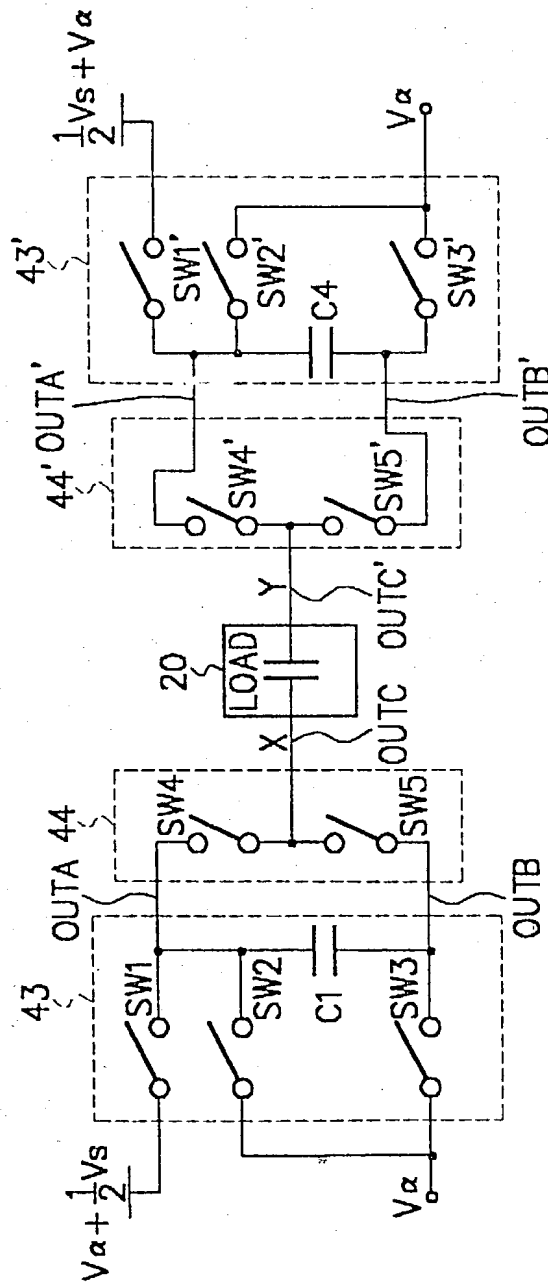 Vα+1/2Vs
43
OUTA
44
20
44'
OUTA'
43'
1/2Vs+Vα
SW1
SW2
C1
SW3
SW4
SW5
X
LOAD
Y
SW4'
SW5'
SW1'
SW2'
C4
SW3'
Vα
OUTB
OUTC
OUTC'
OUTB'
Vα